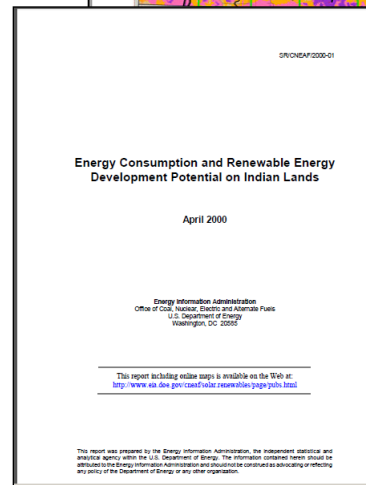 SR/CNEAF/2000-01
Energy Consumption and Renewable Energy
Development Potential on Indian Lands
April 2000
Energy Information Administration
Office of Coal, Nuclear, Electric and Alternate Fuels
U.S. Department of Energy
Washington, DC 20585
This report including online maps is available on the Web at:
http://www.eia.doe.gov/cneaf/solar.renewables/page/pubs.html
This report was prepared by the Energy Information Administration, the independent statistical and
analytical agency within the U.S. Department of Energy. The information contained herein should be
attributed to the Energy Information Administration and should not be construed as advocating or reflecting
any policy of the Department of Energy or any other organization.